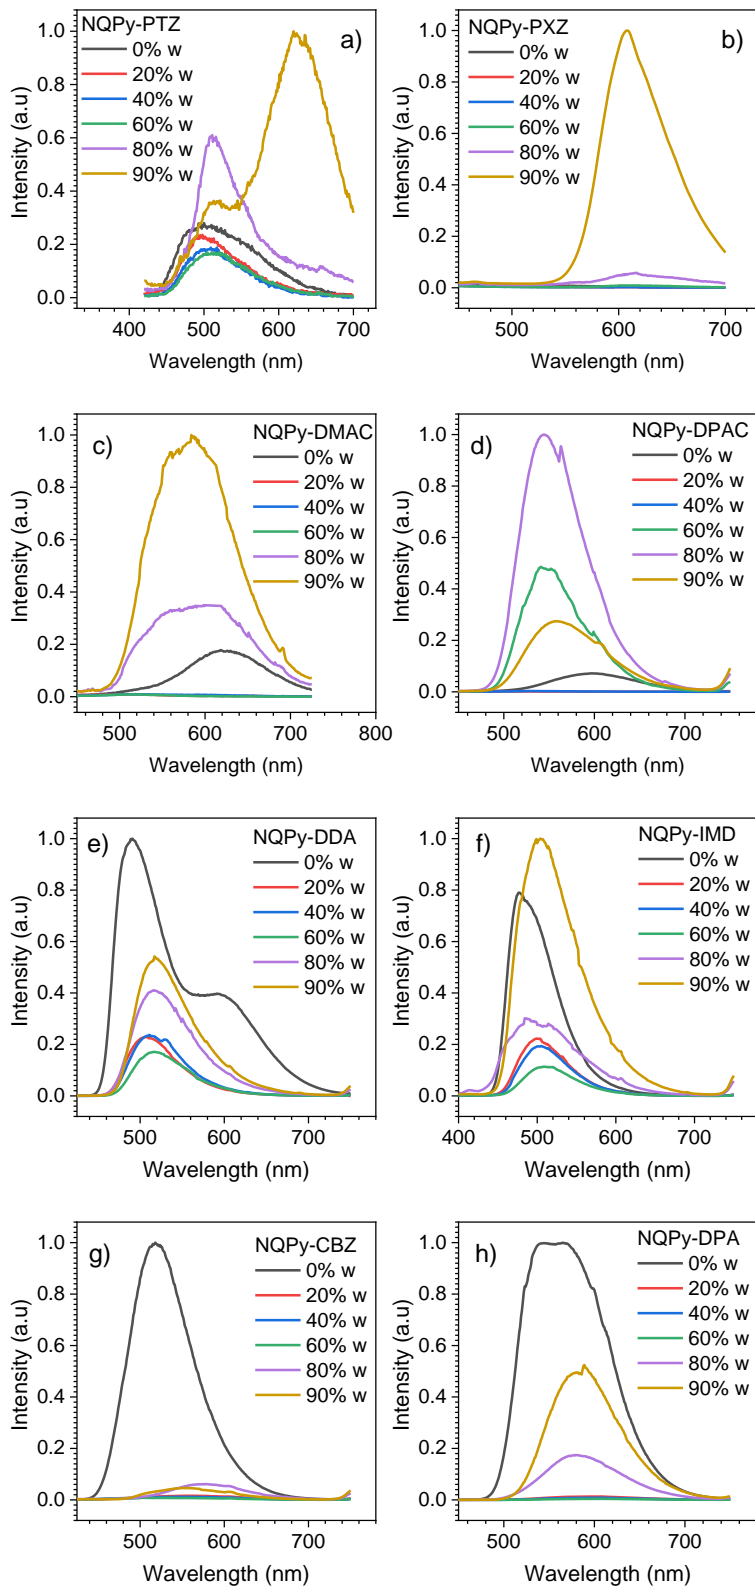 NQPy-PTZ
a)
0% w
20% w
40% w
60% w
80% w
90% w
1.0
0.8
0.6
0.4
0.2
0.0
Intensity (a.u)
400 500 600 700
Wavelength (nm)
NQPy-PXZ
b)
0% w
20% w
40% w
60% w
80% w
90% w
1.0
0.8
0.6
0.4
0.2
0.0
Intensity (a.u)
500 600 700
Wavelength (nm)
c)
NQPy-DMAC
0% w
20% w
40% w
60% w
80% w
90% w
1.0
0.8
0.6
0.4
0.2
0.0
Intensity (a.u)
500 600 700 800
Wavelength (nm)
d)
NQPy-DPAC
0% w
20% w
40% w
60% w
80% w
90% w
1.0
0.8
0.6
0.4
0.2
0.0
Intensity (a.u)
500 600 700
Wavelength (nm)
e)
NQPy-DDA
0% w
20% w
40% w
60% w
80% w
90% w
1.0
0.8
0.6
0.4
0.2
0.0
Intensity (a.u)
500 600 700
Wavelength (nm)
f)
NQPy-IMD
0% w
20% w
40% w
60% w
80% w
90% w
1.0
0.8
0.6
0.4
0.2
0.0
Intensity (a.u)
400 500 600 700
Wavelength (nm)
g)
NQPy-CBZ
0% w
20% w
40% w
60% w
80% w
90% w
1.0
0.8
0.6
0.4
0.2
0.0
Intensity (a.u)
500 600 700
Wavelength (nm)
h)
NQPy-DPA
0% w
20% w
40% w
60% w
80% w
90% w
1.0
0.8
0.6
0.4
0.2
0.0
Intensity (a.u)
500 600 700
Wavelength (nm)